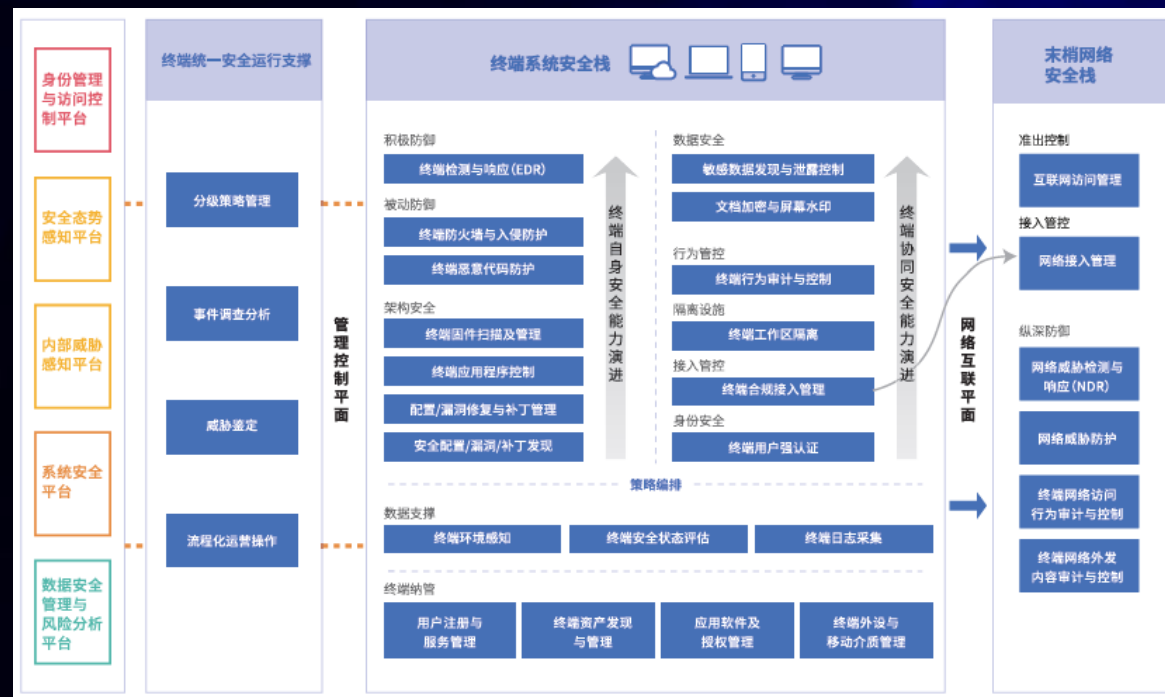 身份管理
与访问控
制平台
安全态势
感知平台
内部威胁
感知平台
系统安全
平台
数据安全
管理与
风险分析
平台
终端统一安全运行支撑
分级策略管理
事件调查分析
威胁鉴定
流程化运营操作
管理控制平面
终端系统安全栈
积极防御
终端检测与响应(EDR)
被动防御
终端防火墙与入侵防护
终端恶意代码防护
架构安全
终端固件扫描及管理
终端应用程序控制
配置/漏洞修复与补丁管理
安全配置/漏洞/补丁发现
终端自身安全能力演进
数据安全
敏感数据发现与泄露控制
文档加密与屏幕水印
行为管控
终端行为审计与控制
隔离设施
终端工作区隔离
接入管控
终端合规接入管理
身份安全
终端用户强认证
终端协同安全能力演进
策略编排
数据支撑
终端环境感知
终端安全状态评估
终端日志采集
终端纳管
用户注册与
服务管理
终端资产发现
与管理
应用软件及
授权管理
终端外设与
移动介质管理
网络互联平面
末梢网络
安全栈
准出控制
互联网访问管理
接入管控
网络接入管理
纵深防御
网络威胁检测与
响应(NDR)
网络威胁防护
终端网络访问
行为审计与控制
终端网络外发
内容审计与控制